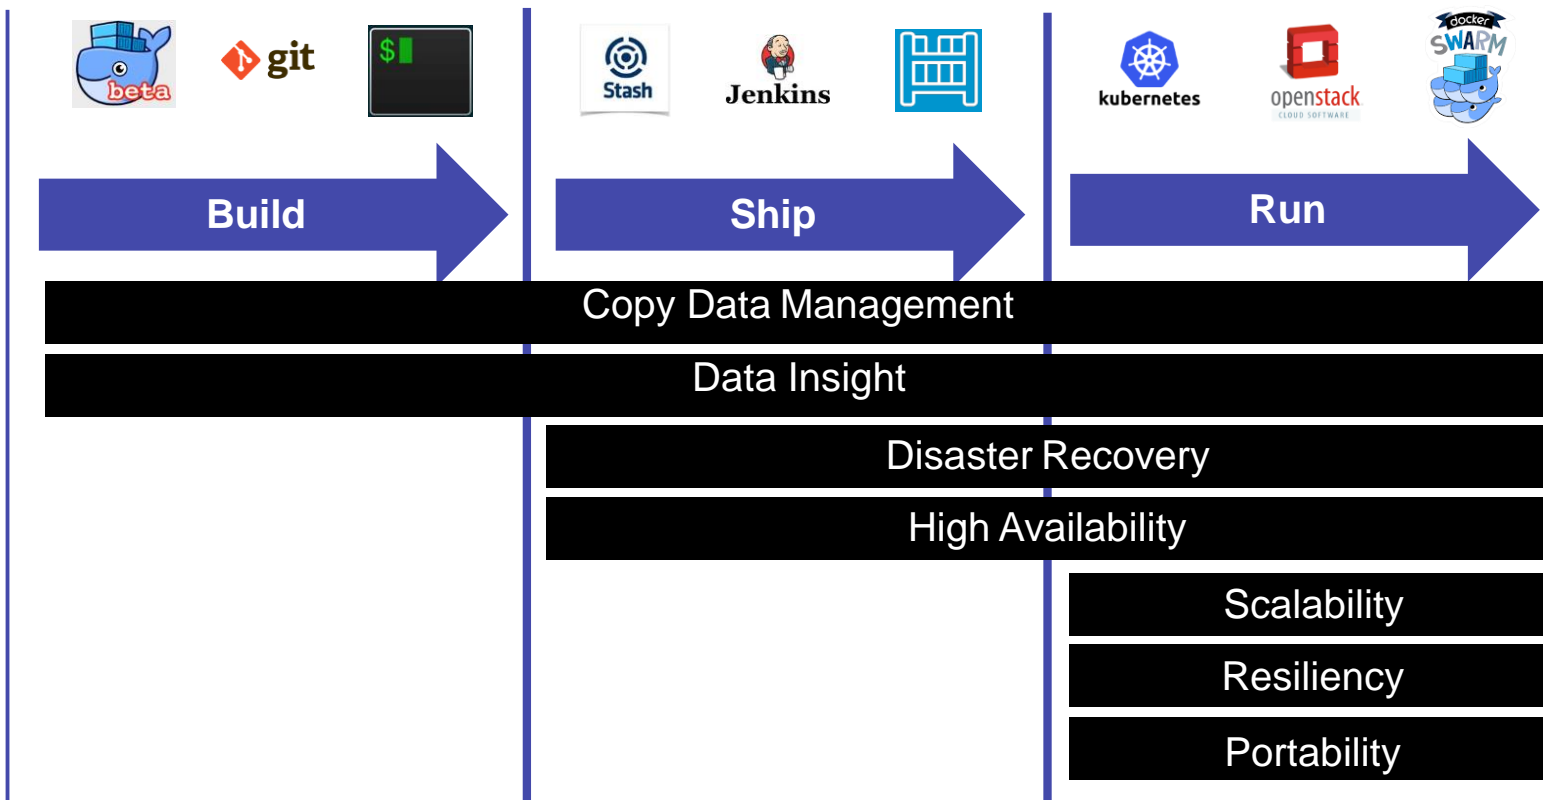 beta
git
$
Stash
Jenkins
kubernetes
openstack
CLOUD SOFTWARE
docker
SWARM
Build
Ship
Run
Copy Data Management
Data Insight
Disaster Recovery
High Availability
Scalability
Resiliency
Portability